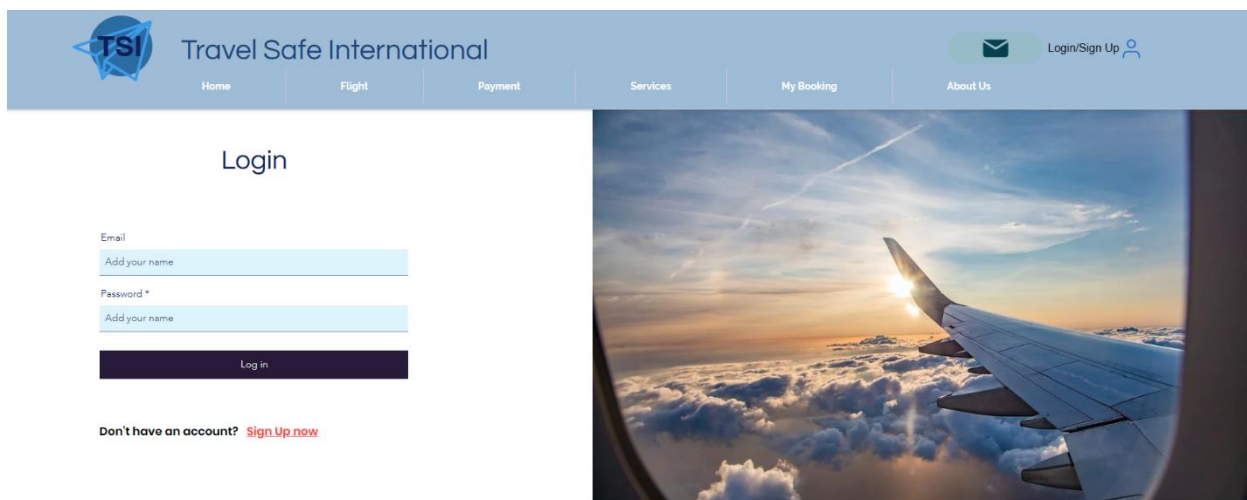 TSI
Travel Safe International
Login/Sign Up
Home Flight Payment Services My Booking About Us
Login
Email
Add your name
Password *
Add your name
Log in
Don't have an account? Sign Up now